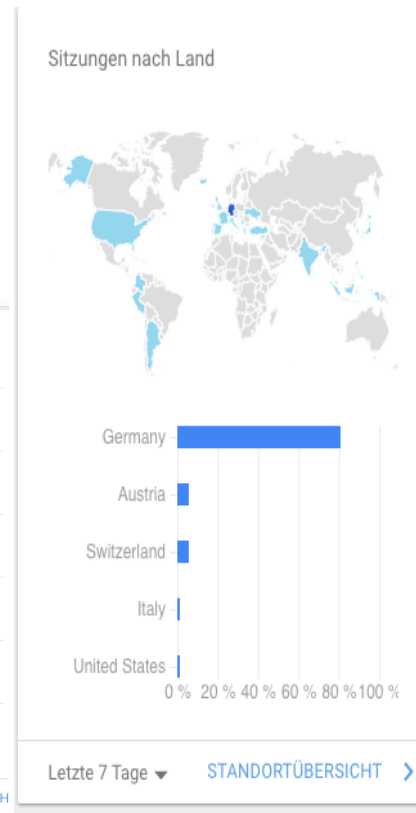 Sitzungen nach Land
Germany
Austria
Switzerland
Italy
United States
0 % 20 % 40 % 60 % 80 % 100 %
Letzte 7 Tage
STANDORTÜBERSICHT
H